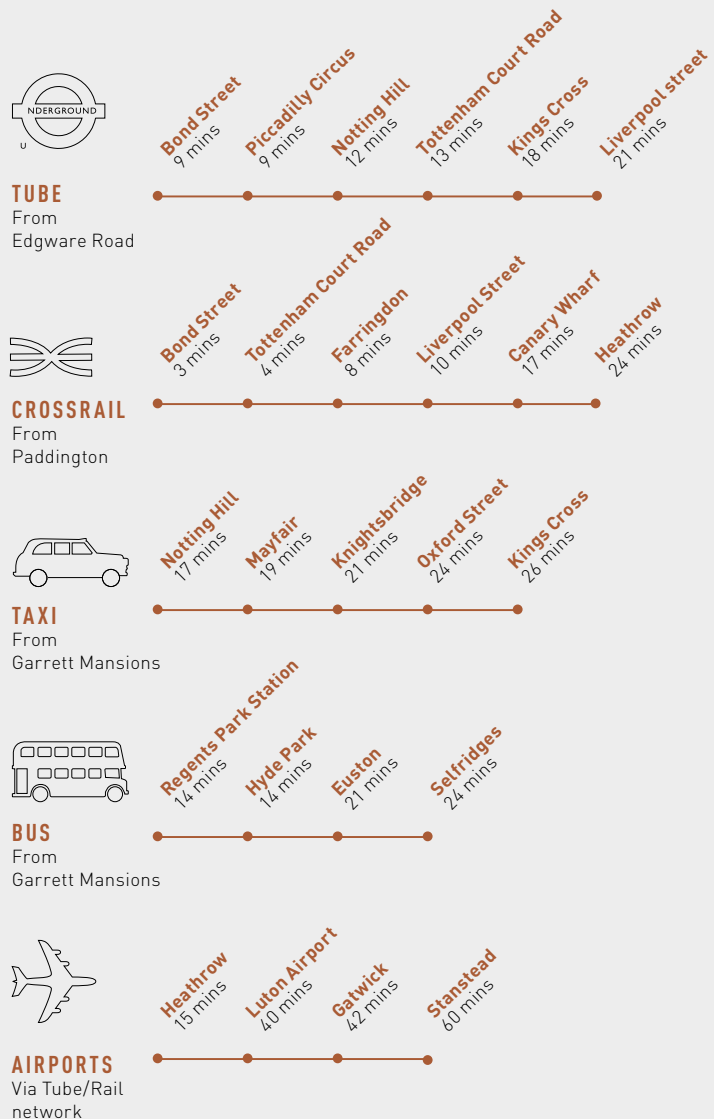 NDERGROUND
U
TUBE
From
Edgware Road
Bond Street
9 mins
Piccadilly Circus
9 mins
Notting Hill
12 mins
Tottenham Court Road
13 mins
Kings Cross
18 mins
Liverpool street
21 mins
CROSSRAIL
From
Paddington
Bond Street
3 mins
Tottenham Court Road
4 mins
Farringdon
8 mins
Liverpool Street
10 mins
Canary Wharf
17 mins
Heathrow
24 mins
TAXI
From
Garrett Mansions
Notting Hill
17 mins
Mayfair
19 mins
Knightsbridge
21 mins
Oxford Street
24 mins
Kings Cross
26 mins
BUS
From
Garrett Mansions
Regents Park Station
14 mins
Hyde Park
14 mins
Euston
21 mins
Selfridges
24 mins
AIRPORTS
Via Tube/Rail
network
Heathrow
15 mins
Luton Airport
40 mins
Gatwick
42 mins
Stanstead
60 mins